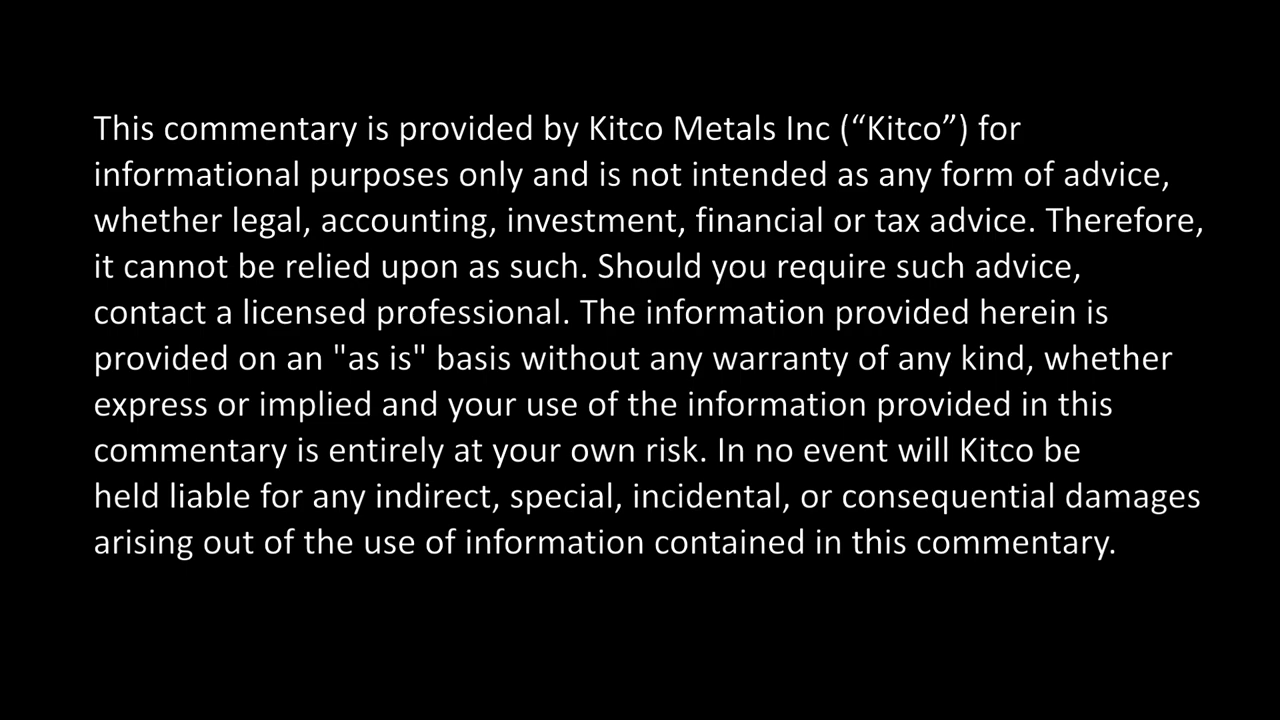 This commentary is provided by Kitco Metals Inc (“Kitco”) for
informational purposes only and is not intended as any form of advice,
whether legal, accounting, investment, financial or tax advice. Therefore,
it cannot be relied upon as such. Should you require such advice,
contact a licensed professional. The information provided herein is
provided on an "as is" basis without any warranty of any kind, whether
express or implied and your use of the information provided in this
commentary is entirely at your own risk. In no event will Kitco be
held liable for any indirect, special, incidental, or consequential damages
arising out of the use of information contained in this commentary.